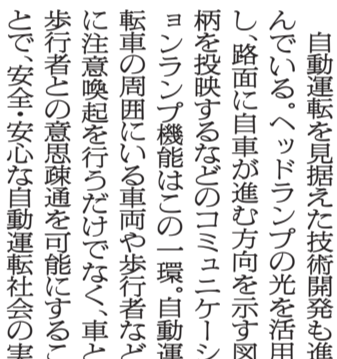 自動運転を見据えた技術開発も進
んでいる。ヘッドランプの光を活用
し、路面に自車が進む方向を示す図
柄を投映するなどのコミュニケーシ
ョンランプ機能はこの一環。自動運
転車の周囲にいる車両や歩行者など
に注意喚起を行うだけでなく、車と
歩行者との意思疎通を可能にするこ
とで、安全・安心な自動運転社会の実